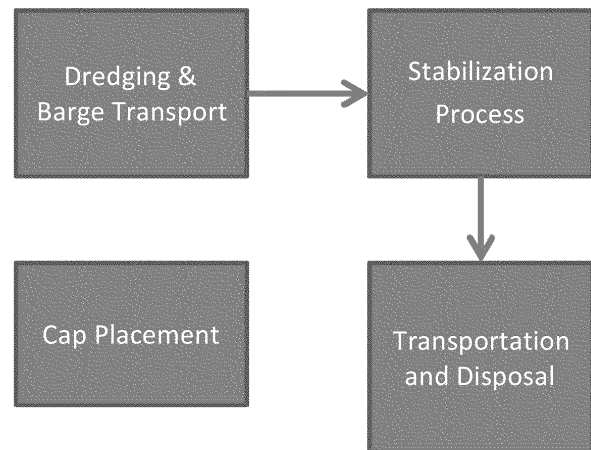 Dredging &
Barge Transport
Stabilization
Process
Cap Placement
Transportation
and Disposal